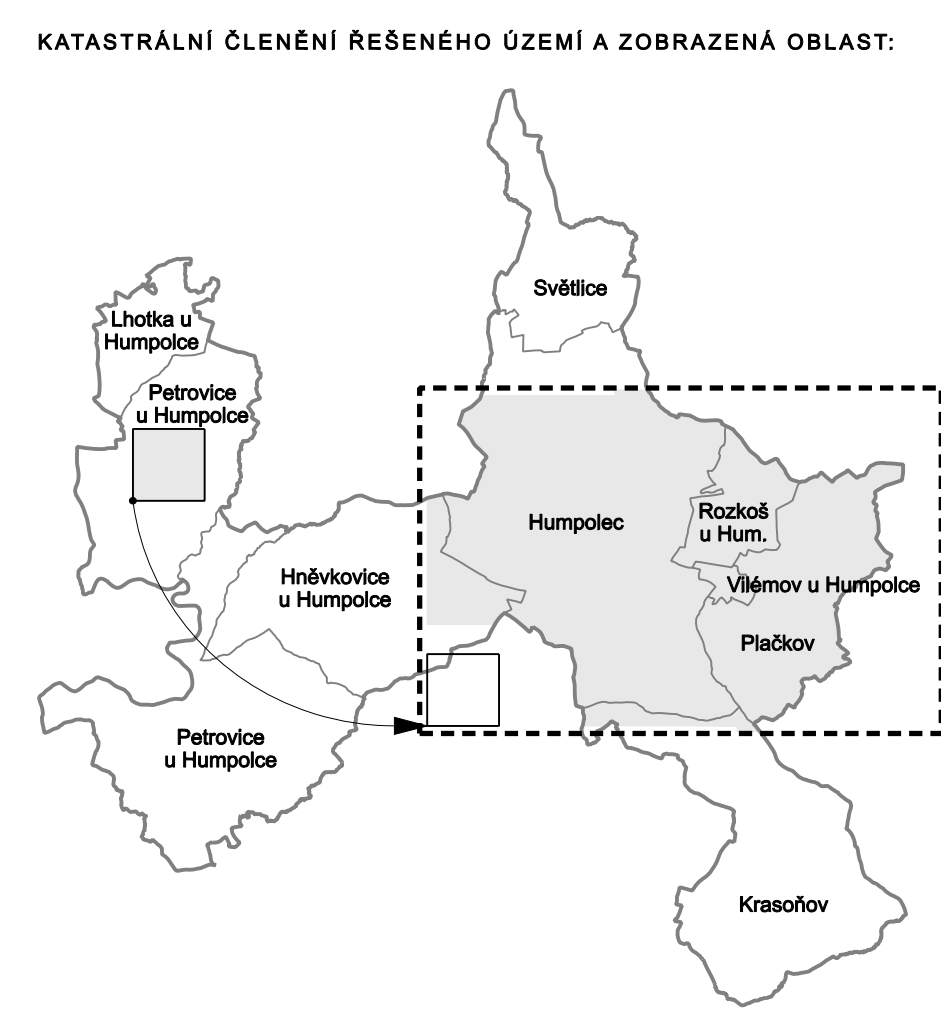 KATASTRÁLNÍ ČLENĚNÍ ŘEŠENÉHO ÚZEMÍ A ZOBRAZENÁ OBLAST:
Světlice
Lhotka u
Humpolce
Petrovice
u Humpolce
Humpolec
Rozkoš
u Hum.
Hněvkovice
u Humpolce
Vilémov u Humpolce
Plačkov
Petrovice
u Humpolce
Krasoňov